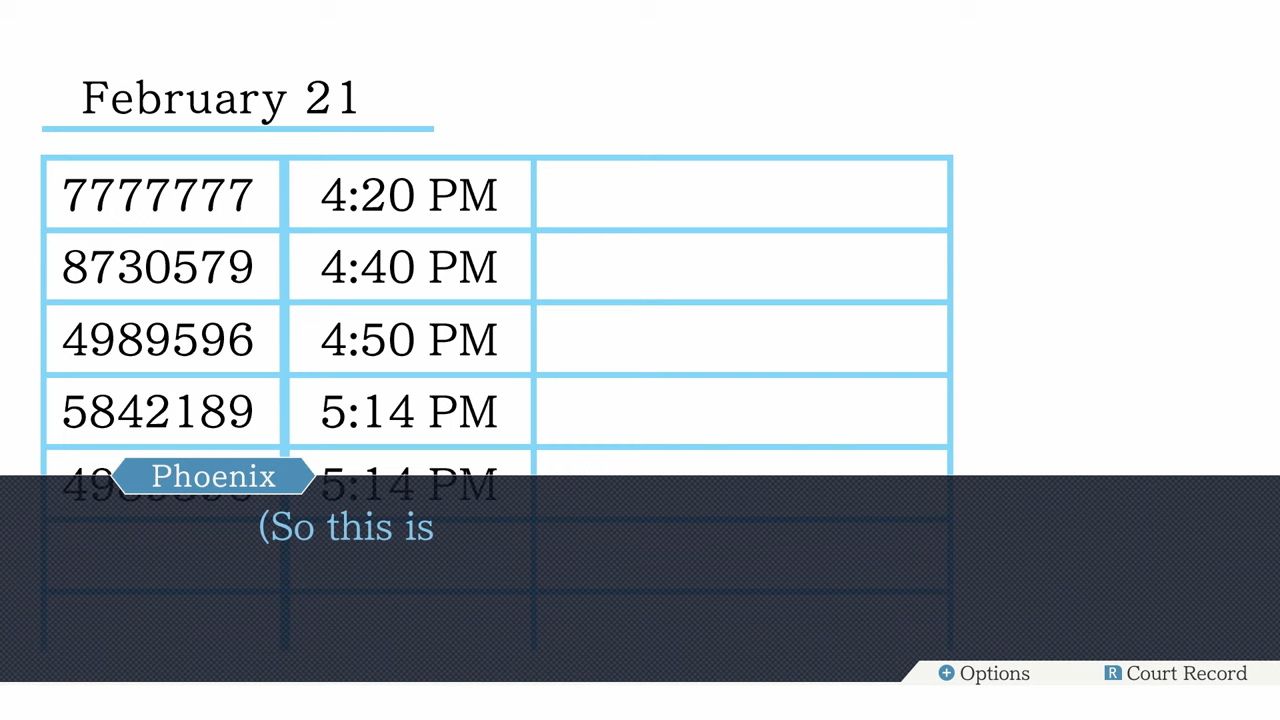 February 21
7777777 4:20 PM
8730579 4:40 PM
4989596 4:50 PM
5842189 5:14 PM
4989596 5:14 PM
Phoenix
(So this is
Options
R Court Record